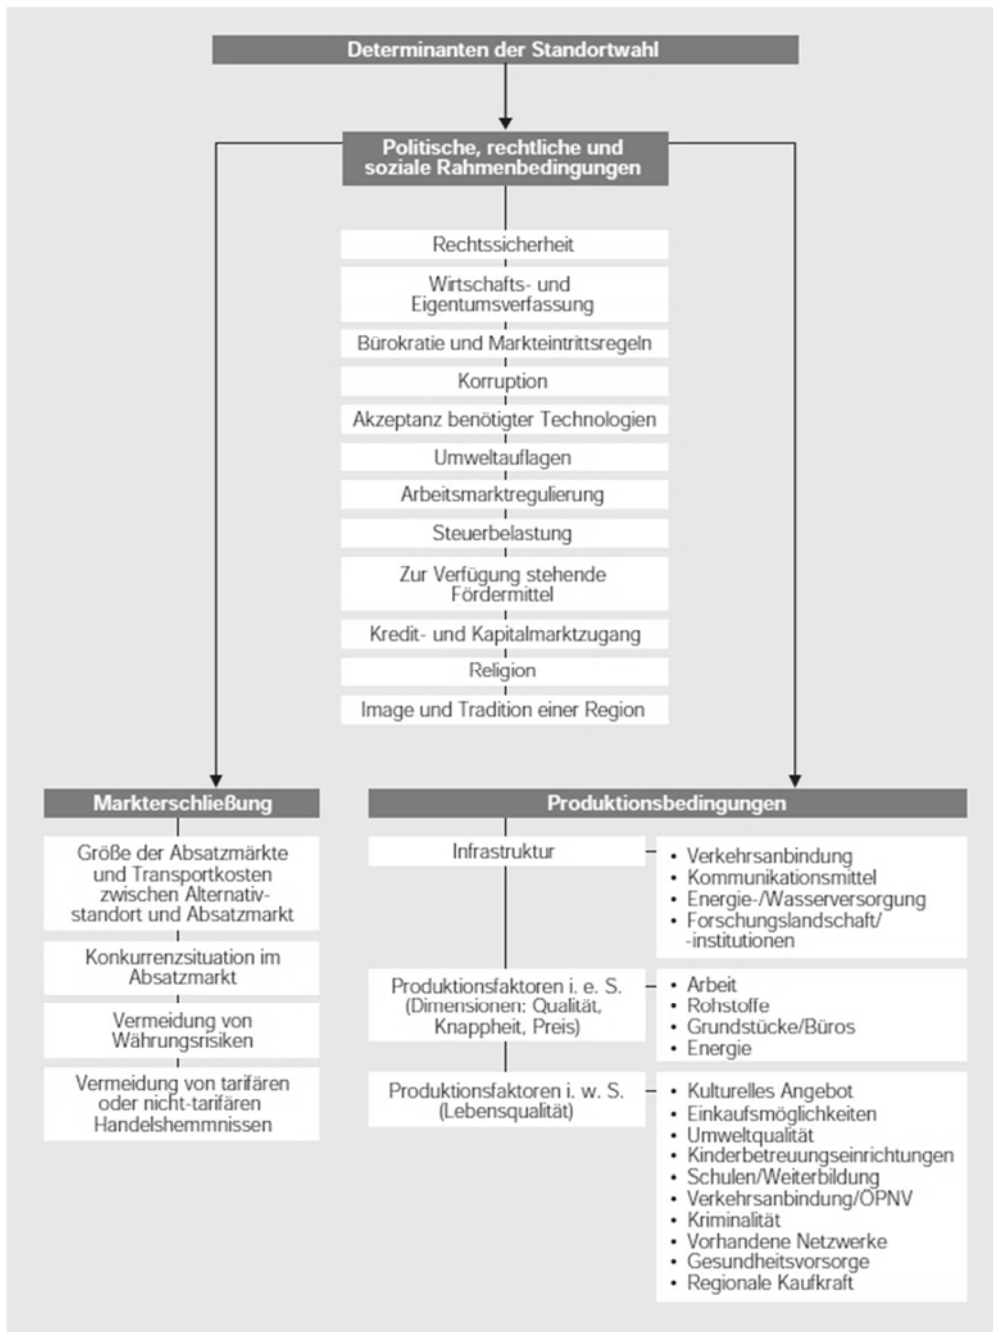 Determinanten der Standortwahl
Politische, rechtliche und
soziale Rahmenbedingungen
Rechtssicherheit
Wirtschafts- und
Eigentumsverfassung
Bürokratie und Markteintrittsregeln
Korruption
Akzeptanz benötigter Technologien
Umweltauflagen
Arbeitsmarktregulierung
Steuerbelastung
Zur Verfügung stehende
Fördermittel
Kredit- und Kapitalmarktzugang
Religion
Image und Tradition einer Region
Markterschließung
Größe der Absatzmärkte
und Transportkosten
zwischen Alternativ-
standort und Absatzmarkt
Konkurrenzsituation im
Absatzmarkt
Vermeidung von
Währungsrisiken
Vermeidung von tarifären
oder nicht-tarifären
Handelshemmnissen
Produktionsbedingungen
Infrastruktur
• Verkehrsanbindung
• Kommunikationsmittel
• Energie-/Wasserversorgung
• Forschungslandschaft/
-institutionen
Produktionsfaktoren i. e. S.
(Dimensionen: Qualität,
Knappheit, Preis)
• Arbeit
• Rohstoffe
• Grundstücke/Büros
• Energie
Produktionsfaktoren i. w. S.
(Lebensqualität)
• Kulturelles Angebot
• Einkaufsmöglichkeiten
• Umweltqualität
• Kinderbetreuungseinrichtungen
• Schulen/Weiterbildung
• Verkehrsanbindung/ÖPNV
• Kriminalität
• Vorhandene Netzwerke
• Gesundheitsvorsorge
• Regionale Kaufkraft